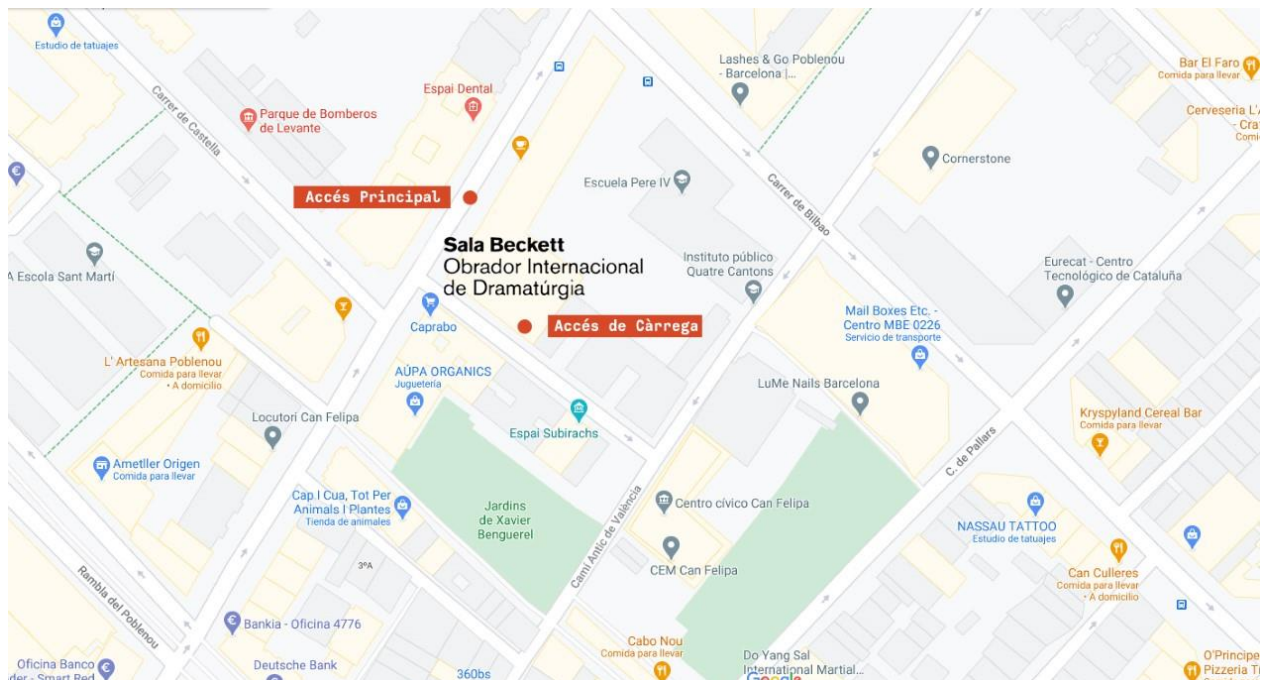 Estudio de tatuajes
Carrer de Castella
Parque de Bomberos
de Levante
Espai Dental
Lashes & Go Poblenou
- Barcelona |...
Bar El Faro
Comida para llevar
Cerveseria L'
- Cra
Comi
Cornerstone
Accés Principal
Escuela Pere IV
Carrer de Bilbao
Sala Beckett
Obrador Internacional
de Dramatúrgia
Instituto público
Quatre Cantons
Eurecat - Centro
Tecnológico de Cataluña
A Escola Sant Martí
Caprabo
Accés de Càrrega
Mail Boxes Etc. -
Centro MBE 0226
Servicio de transporte
L' Artesana Poblenou
Comida para llevar
• A domicilio
AÚPA ORGANICS
Juguetería
LuMe Nails Barcelona
Locutori Can Felipa
Espai Subirachs
Kryspyland Cereal Bar
Comida para llevar
C. de Pallars
Ametller Origen
Comida para llevar
Cap I Cua, Tot Per
Animals I Plantes
Tienda de animales
Jardins
de Xavier
Benguerel
Camí Antic de València
Centro cívico Can Felipa
NASSAU TATTOO
Estudio de tatuajes
3ªA
CEM Can Felipa
Can Culleres
Comida para llevar
• A domicilio
Rambla del Poblenou
Bankia - Oficina 4776
Cabo Nou
Comida para llevar
Do Yang Sal
International Martial...
Google
O'Principe
Pizzeria
Oficina Banco
der - Smart Red
Deutsche Bank
360bs